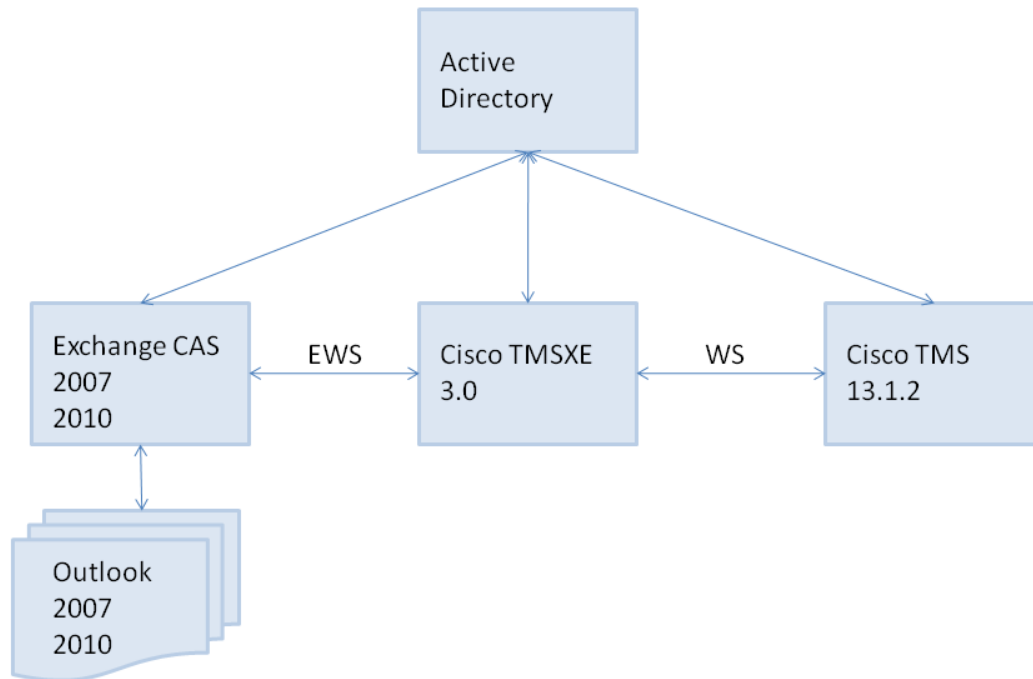 Active
Directory
Exchange CAS
2007
2010
EWS
Cisco TMSXE
3.0
WS
Cisco TMS
13.1.2
Outlook
2007
2010